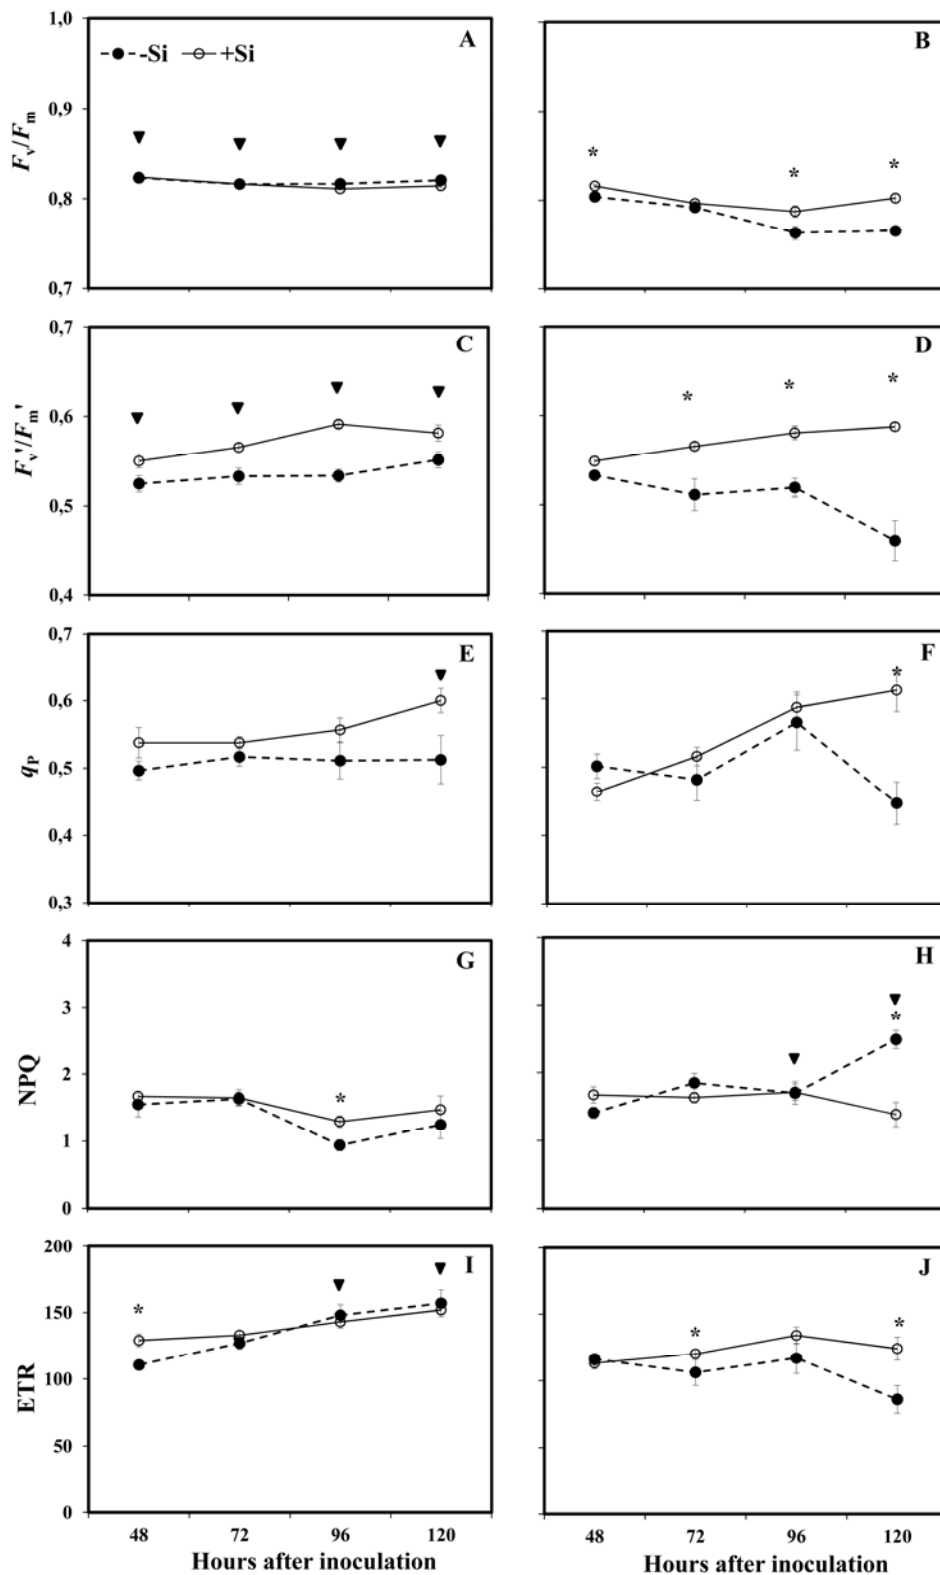 1,0
A
B
-Si
+Si
0,9
Fv/Fm
*
*
*
0,8
0,7
0,7
C
D
*
*
*
0,6
Fv'/Fm'
0,5
0,4
0,7
E
F
*
0,6
qP
0,5
0,4
0,3
4
G
H
3
*
2
NPQ
*
1
0
200
I
J
150
*
*
*
100
ETR
50
0
48 72 96 120
48 72 96 120
Hours after inoculation
Hours after inoculation